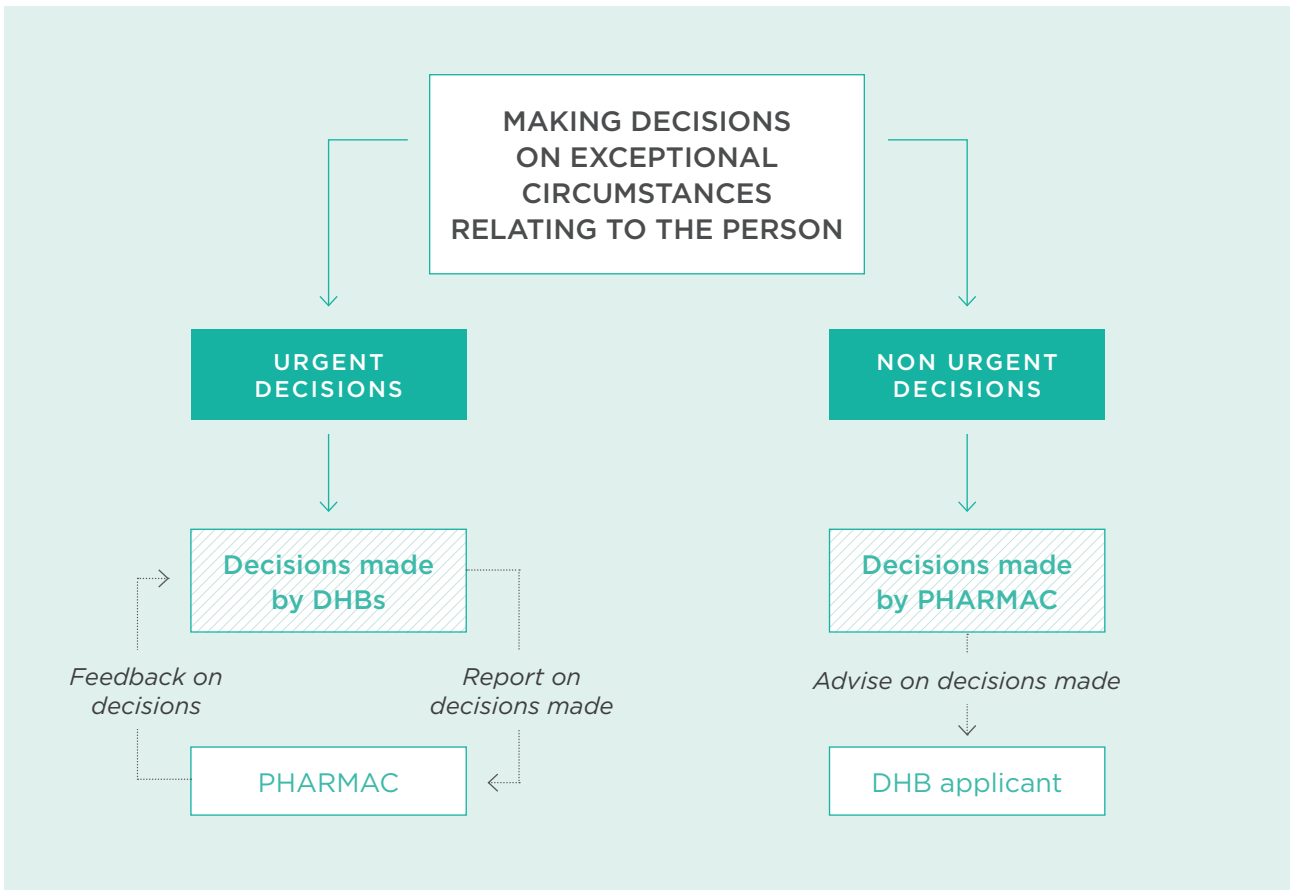 MAKING DECISIONS
ON EXCEPTIONAL
CIRCUMSTANCES
RELATING TO THE PERSON
URGENT
DECISIONS
NON URGENT
DECISIONS
Decisions made
by DHBs
Decisions made
by PHARMAC
Feedback on
decisions
Report on
decisions made
Advise on decisions made
PHARMAC
DHB applicant